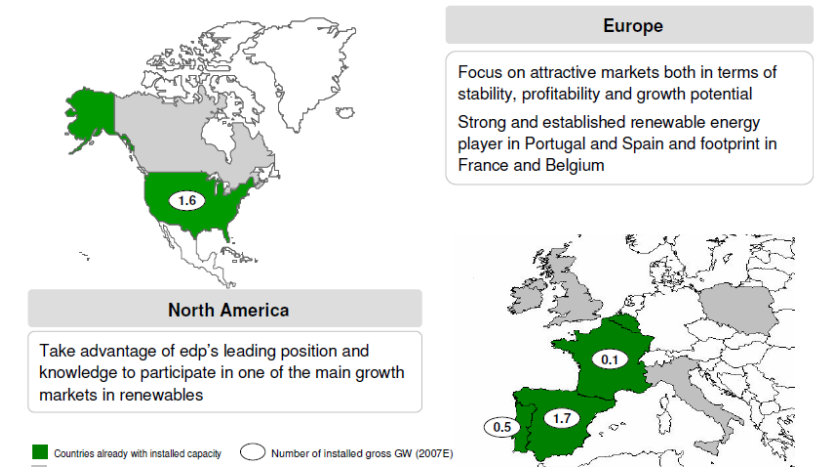 Europe
Focus on attractive markets both in terms of
stability, profitability and growth potential
Strong and established renewable energy
player in Portugal and Spain and footprint in
France and Belgium
1.6
North America
Take advantage of edp's leading position and
knowledge to participate in one of the main growth
markets in renewables
0.1
1.7
0.5
Countries already with installed capacity
Number of installed gross GW (2007E)